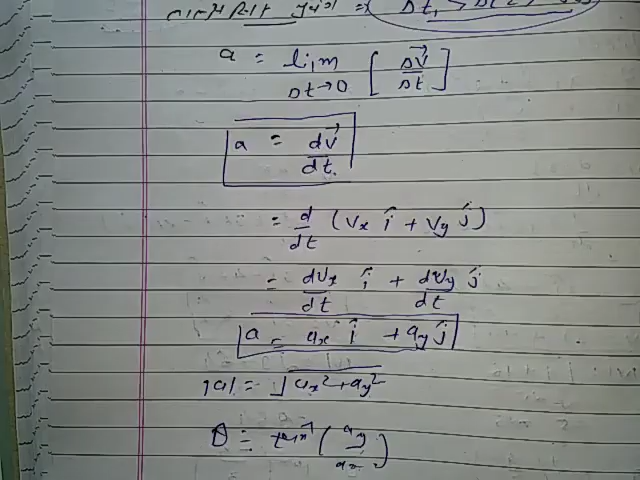 a = lim Δt→0 [Δv⃗/Δt]
a = dv⃗/dt.
= d/dt (Vx î + Vy ĵ)
= dVx/dt î + dVy/dt ĵ
a = ax î + ay ĵ
|a| = √ax² + ay²
θ = tan⁻¹ (ay/ax)